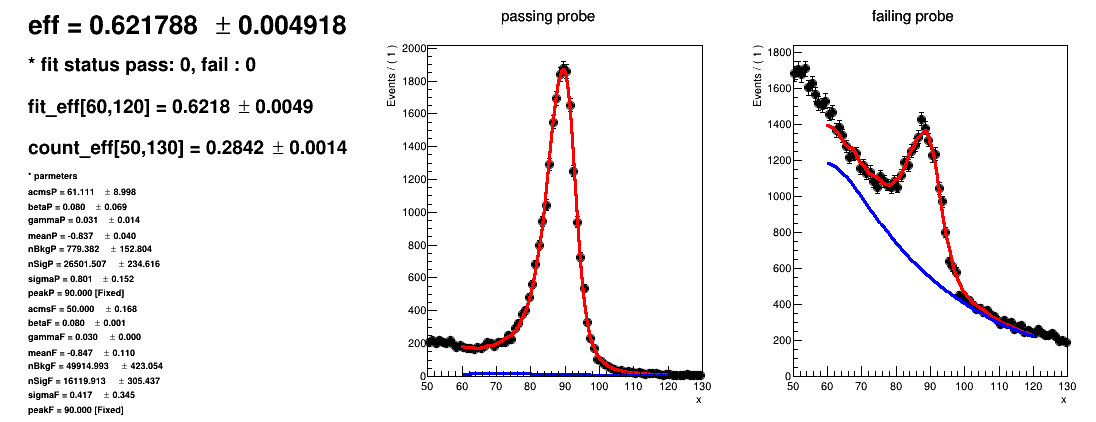 eff = 0.621788 ± 0.004918
* fit status pass: 0, fail : 0
fit_eff[60,120] = 0.6218 ± 0.0049
count_eff[50,130] = 0.2842 ± 0.0014
* parmeters
acmsP = 61.111 ± 8.998
betaP = 0.080 ± 0.069
gammaP = 0.031 ± 0.014
meanP = -0.837 ± 0.040
nBkgP = 779.382 ± 152.804
nSigP = 26501.507 ± 234.616
sigmaP = 0.801 ± 0.152
peakP = 90.000 [Fixed]
acmsF = 50.000 ± 0.168
betaF = 0.080 ± 0.001
gammaF = 0.030 ± 0.000
meanF = -0.847 ± 0.110
nBkgF = 49914.993 ± 423.054
nSigF = 16119.913 ± 305.437
sigmaF = 0.417 ± 0.345
peakF = 90.000 [Fixed]
passing probe
Events / ( 1 )
2000
1800
1600
1400
1200
1000
800
600
400
200
0
50 60 70 80 90 100 110 120 130
x
failing probe
Events / ( 1 )
1600
1400
1200
1000
800
600
400
200
0
50 60 70 80 90 100 110 120 130
x